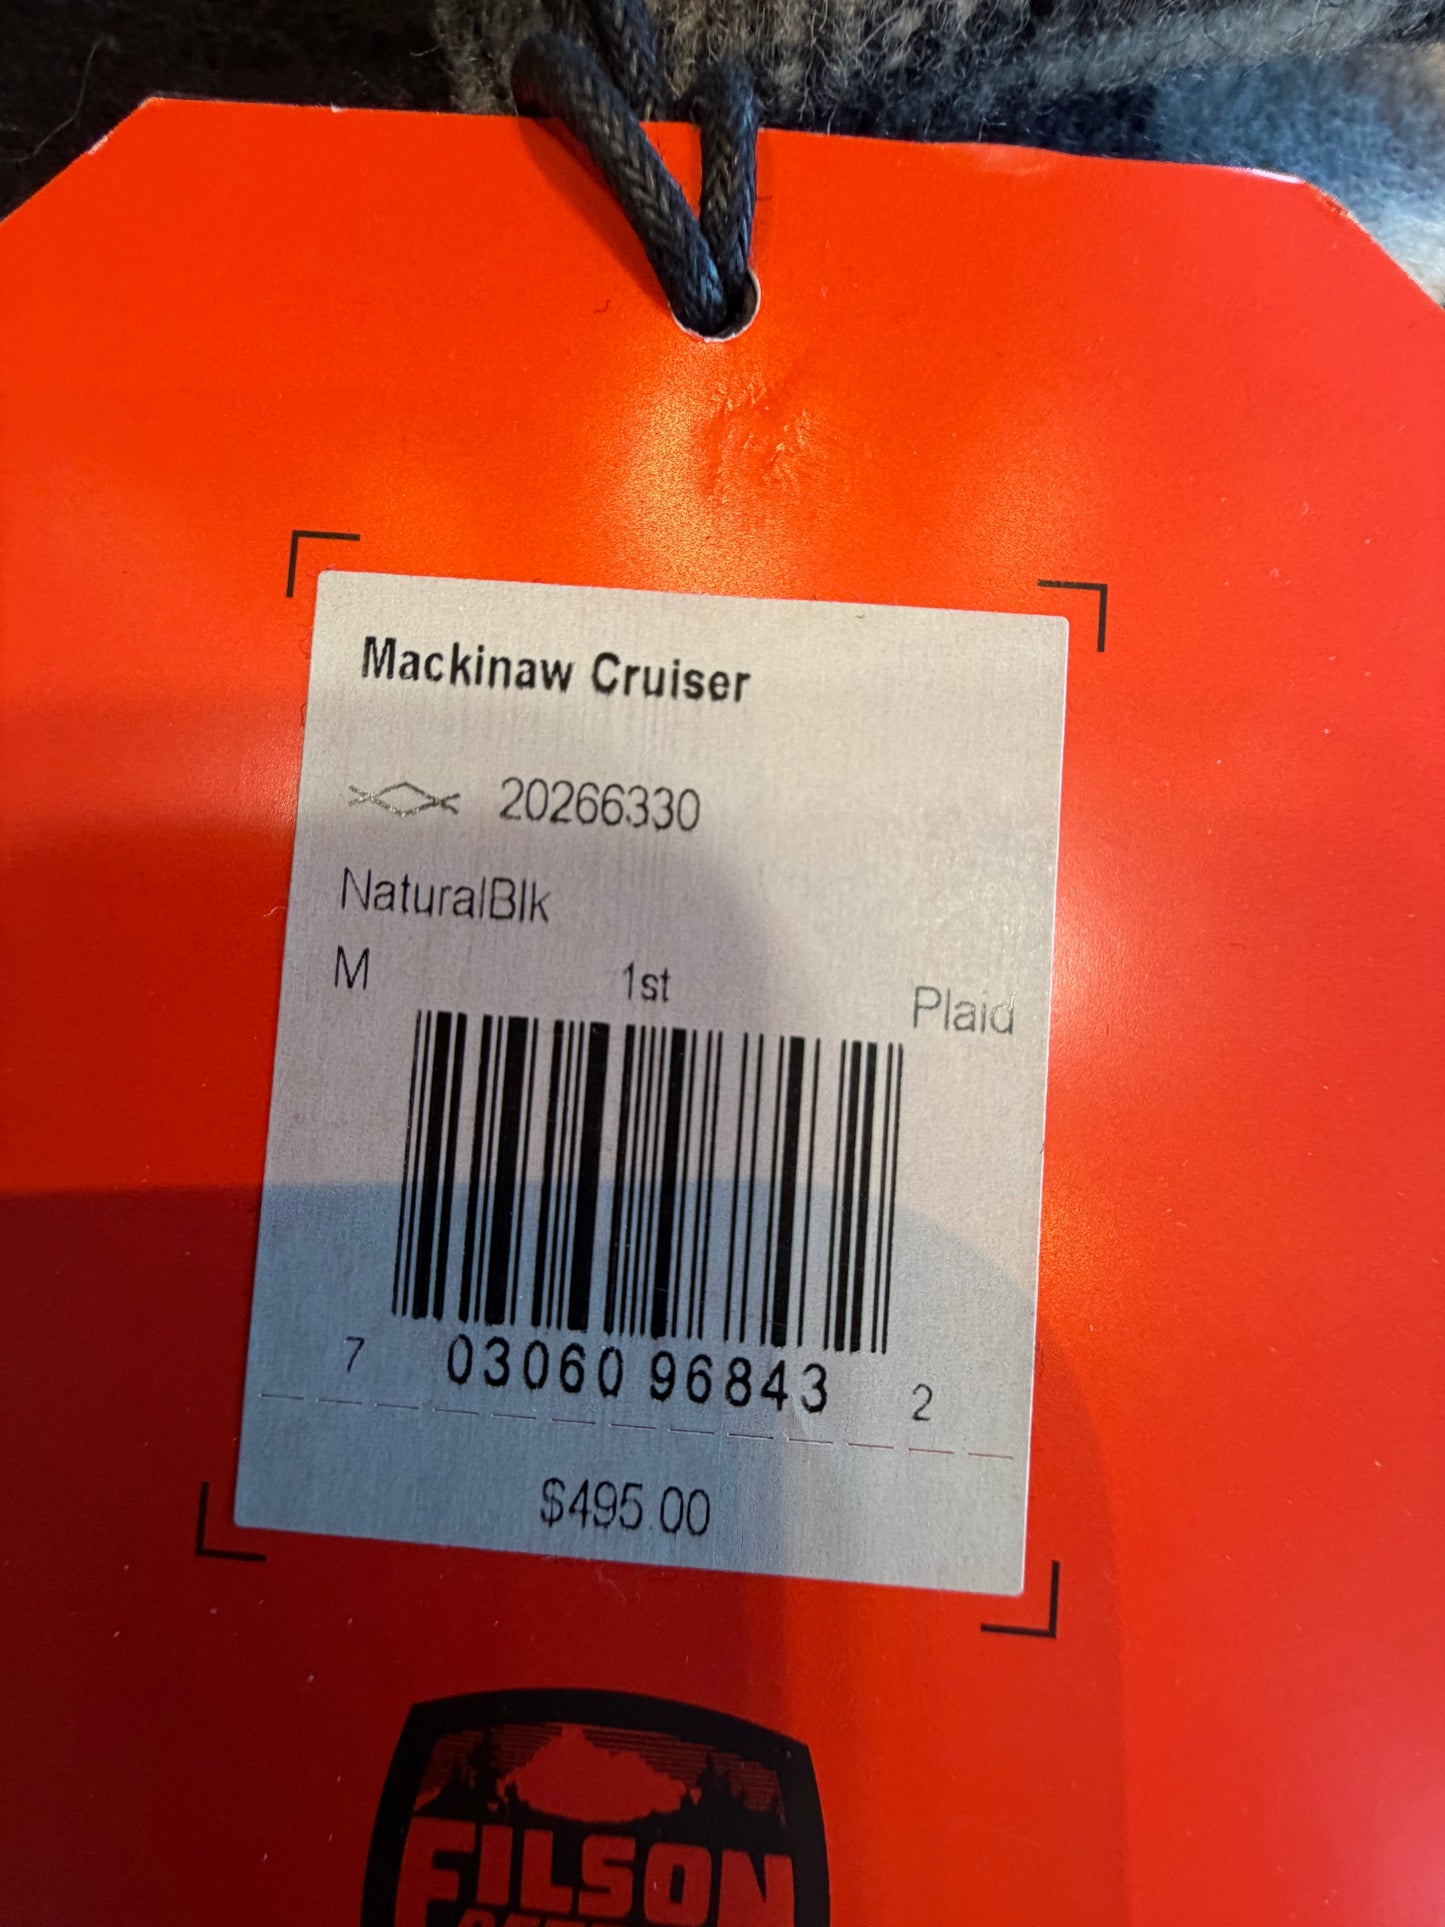 Mackinaw Cruiser
20266330
NaturalBlk
M 1st Plaid
7 03060 96843 2
$495.00
FILSON